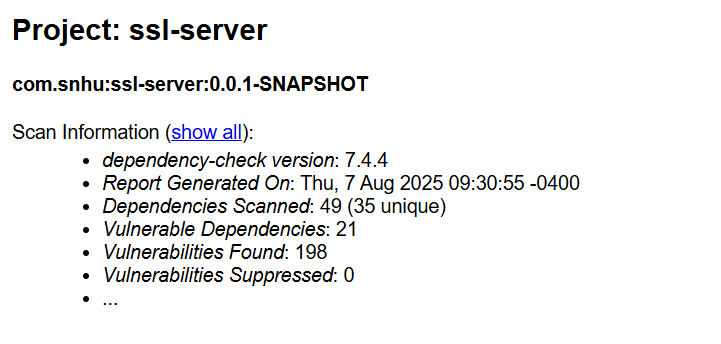 Project: ssl-server
com.snhu:ssl-server:0.0.1-SNAPSHOT
Scan Information (show all):
• dependency-check version: 7.4.4
• Report Generated On: Thu, 7 Aug 2025 09:30:55 -0400
• Dependencies Scanned: 49 (35 unique)
• Vulnerable Dependencies: 21
• Vulnerabilities Found: 198
• Vulnerabilities Suppressed: 0
• ...